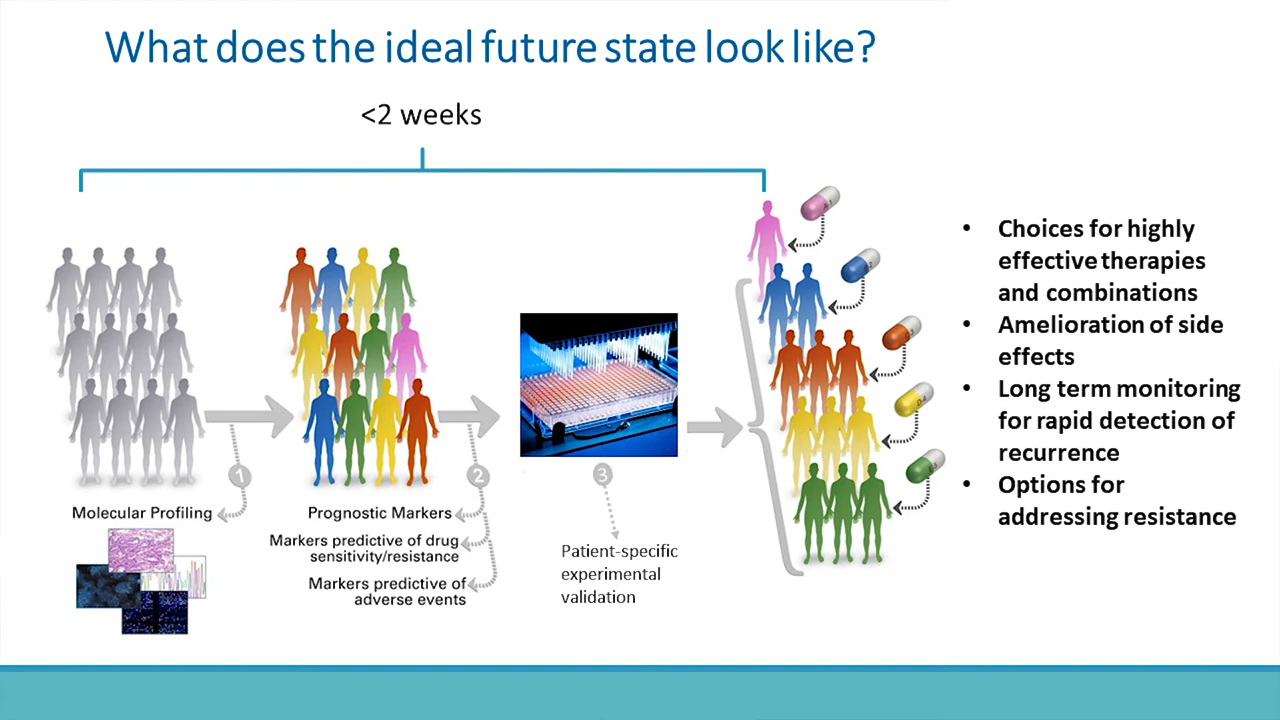 What does the ideal future state look like?
<2 weeks
1
Molecular Profiling
2
Prognostic Markers
Markers predictive of drug
sensitivity/resistance
Markers predictive of
adverse events
3
Patient-specific
experimental
validation
• Choices for highly
effective therapies
and combinations
• Amelioration of side
effects
• Long term monitoring
for rapid detection of
recurrence
• Options for
addressing resistance